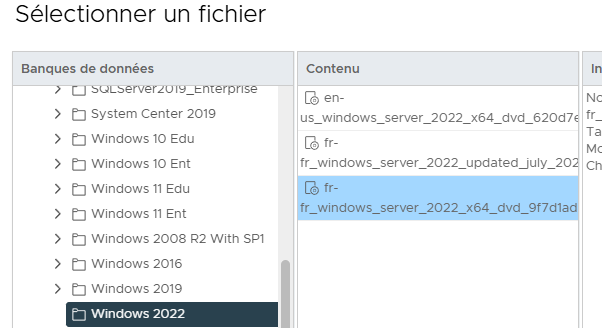 Sélectionner un fichier
Banques de données
SQLServer2019_Enterprise
System Center 2019
Windows 10 Edu
Windows 10 Ent
Windows 11 Edu
Windows 11 Ent
Windows 2008 R2 With SP1
Windows 2016
Windows 2019
Windows 2022
Contenu
en-
us_windows_server_2022_x64_dvd_620d7e
fr-
fr_windows_server_2022_updated_july_202
fr-
fr_windows_server_2022_x64_dvd_9f7d1ad
In
No
fr_
Ta
Mo
Ch